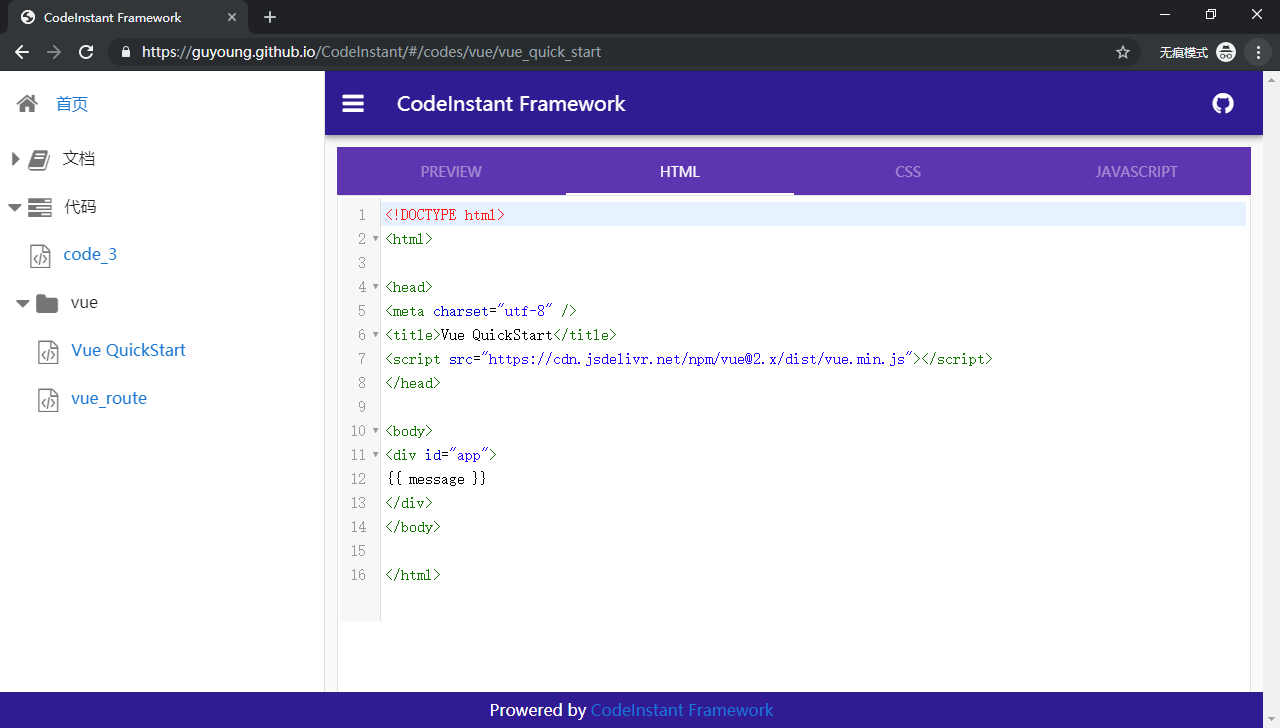 CodeInstant Framework
https://guyoung.github.io/CodeInstant/#/codes/vue/vue_quick_start
无痕模式
首页
文档
代码
code_3
vue
Vue QuickStart
vue_route
CodeInstant Framework
PREVIEW HTML CSS JAVASCRIPT
1 <!DOCTYPE html>
2 <html>
3
4 <head>
5 <meta charset="utf-8" />
6 <title>Vue QuickStart</title>
7 <script src="https://cdn.jsdelivr.net/npm/vue@2.x/dist/vue.min.js"></script>
8 </head>
9
10 <body>
11 <div id="app">
12 {{ message }}
13 </div>
14 </body>
15
16 </html>
Prowered by CodeInstant Framework